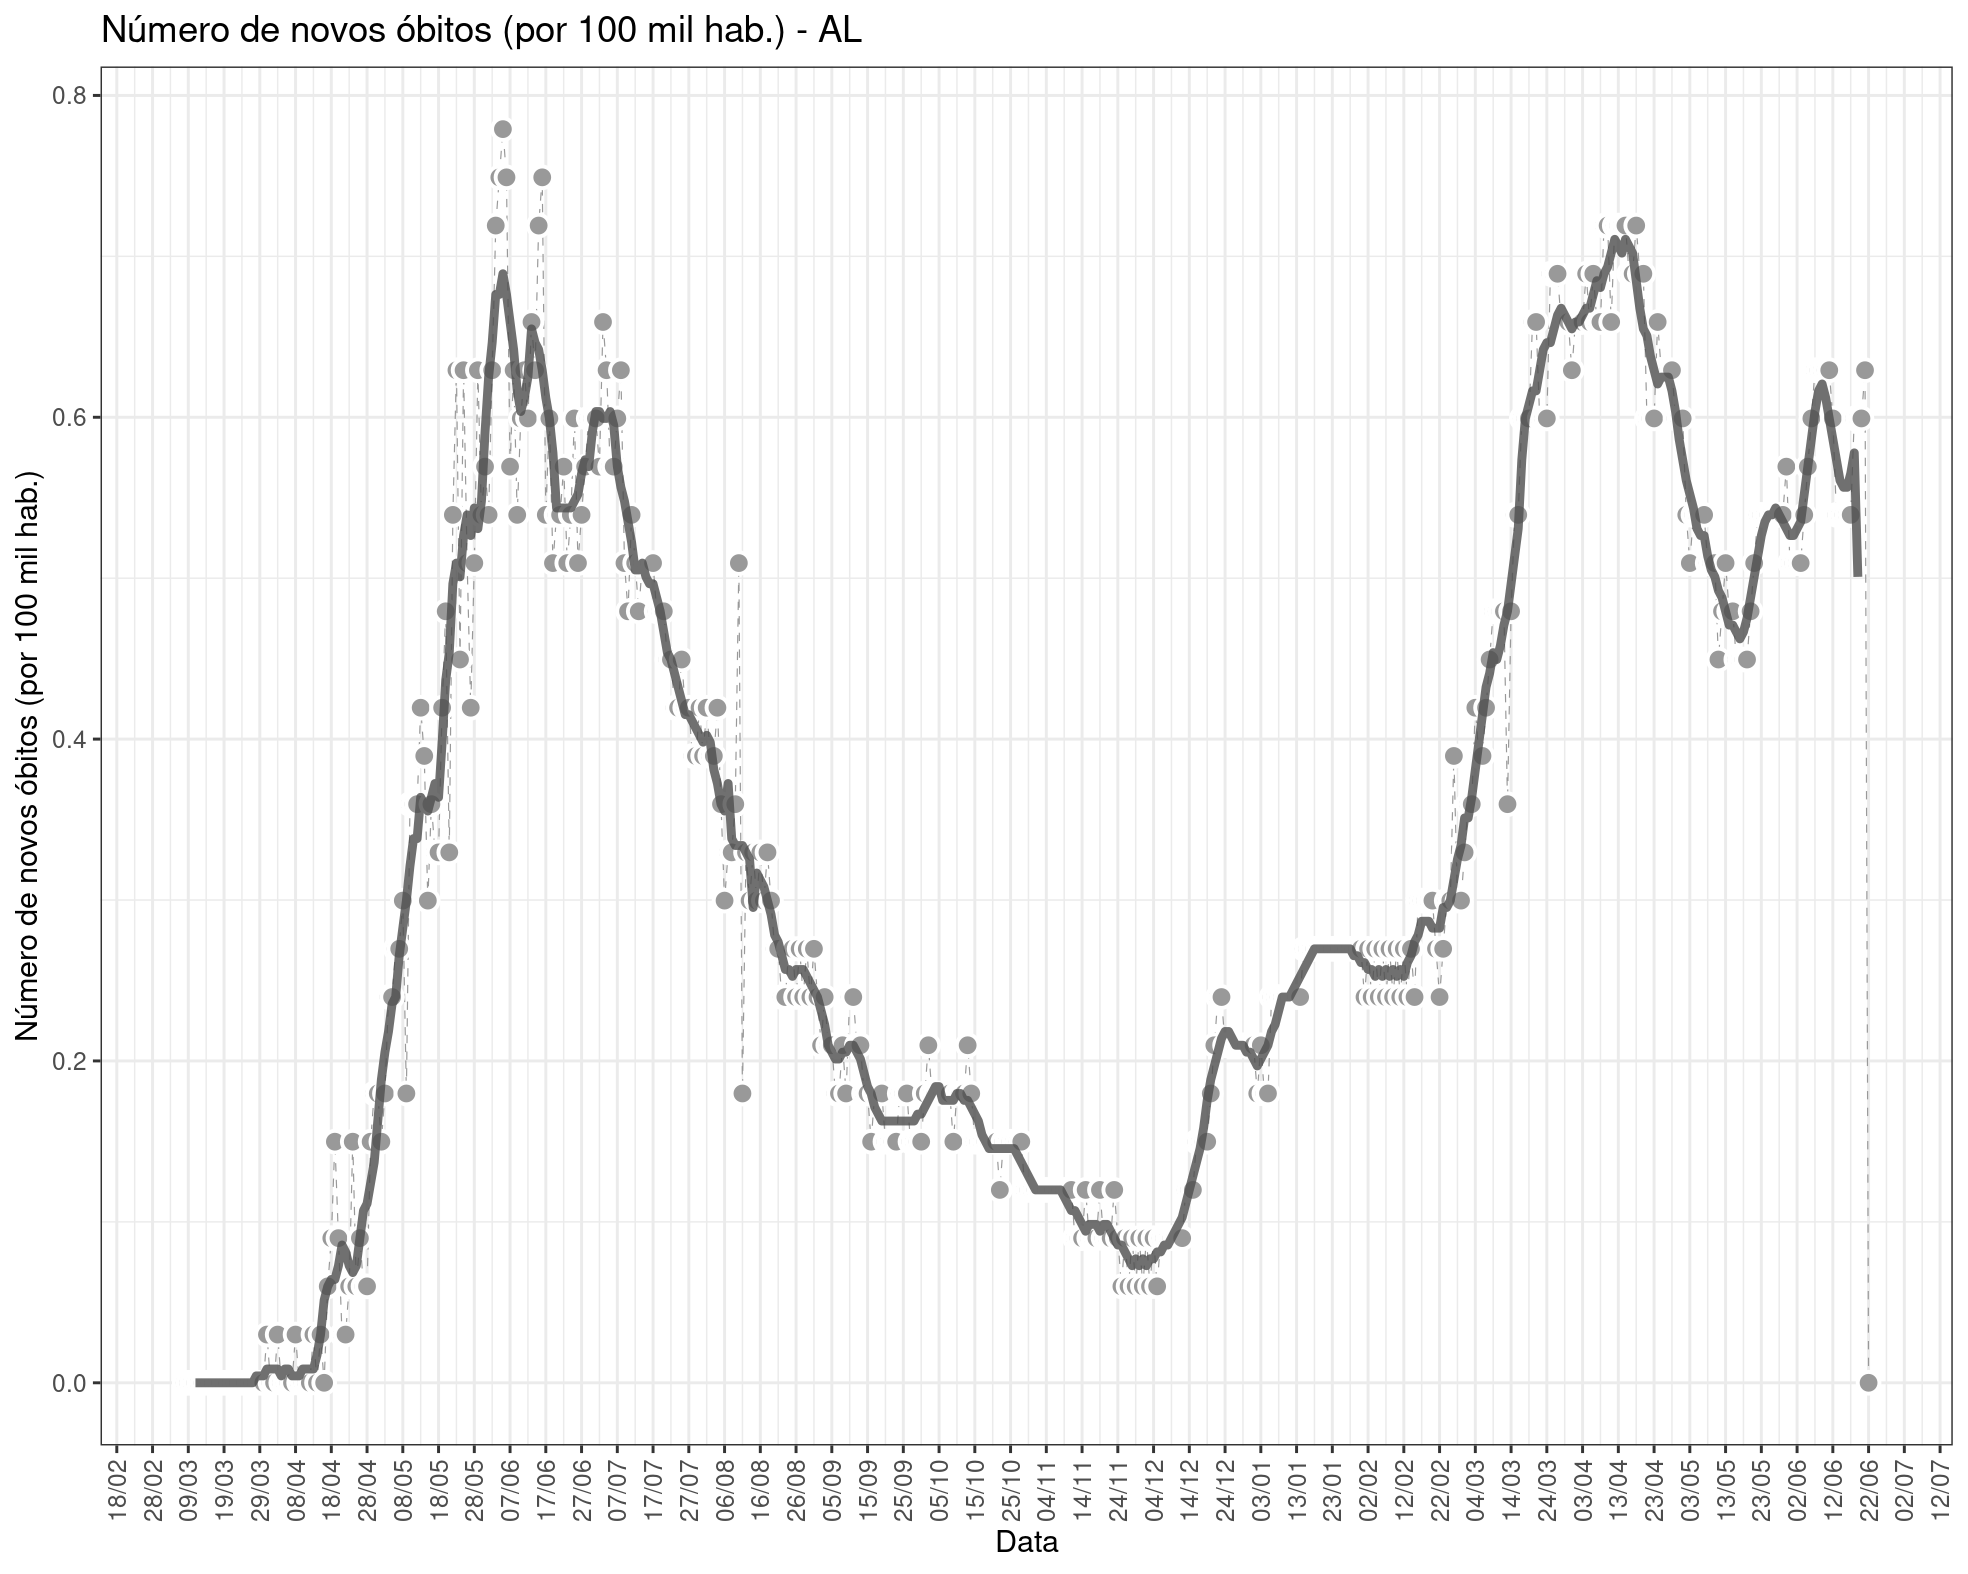 Número de novos óbitos (por 100 mil hab.) - AL
Número de novos óbitos (por 100 mil hab.)
0.8
0.6
0.4
0.2
0.0
18/02 28/02 09/03 19/03 29/03 08/04 18/04 28/04 08/05 18/05 28/05 07/06 17/06 27/06 07/07 17/07 27/07 06/08 16/08 26/08 05/09 15/09 25/09 05/10 15/10 25/10 04/11 14/11 24/11 04/12 14/12 24/12 03/01 13/01 23/01 02/02 12/02 22/02 04/03 14/03 24/03 03/04 13/04 23/04 03/05 13/05 23/05 02/06 12/06 22/06 02/07 12/07
Data